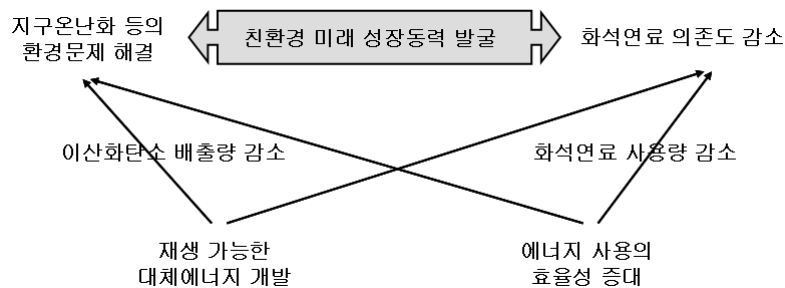 지구온난화 등의
환경문제 해결
친환경 미래 성장동력 발굴
화석연료 의존도 감소
이산화탄소 배출량 감소
화석연료 사용량 감소
재생 가능한
대체에너지 개발
에너지 사용의
효율성 증대